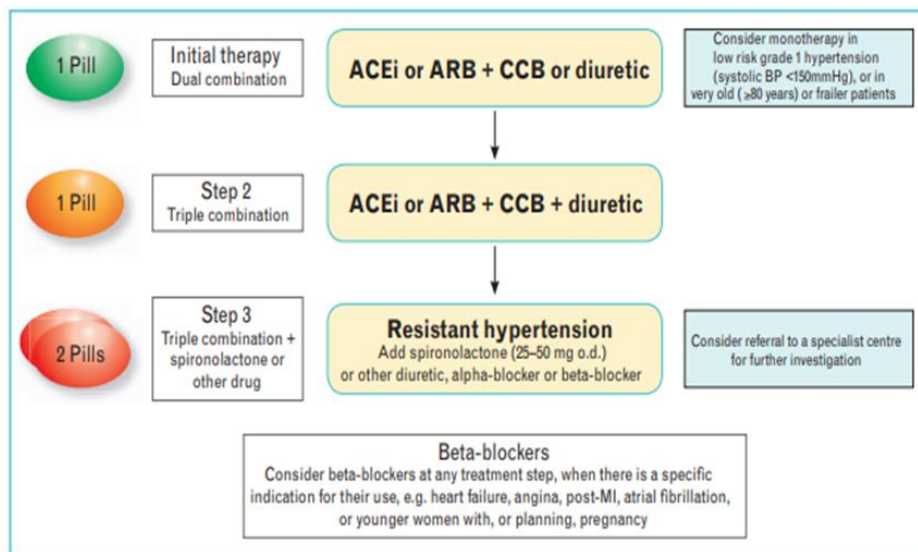 1 Pill
Initial therapy
Dual combination
ACEi or ARB + CCB or diuretic
Consider monotherapy in
low risk grade 1 hypertension
(systolic BP <150mmHg), or in
very old (≥80 years) or frailer patients
1 Pill
Step 2
Triple combination
ACEi or ARB + CCB + diuretic
2 Pills
Step 3
Triple combination +
spironolactone or
other drug
Resistant hypertension
Add spironolactone (25–50 mg o.d.)
or other diuretic, alpha-blocker or beta-blocker
Consider referral to a specialist centre
for further investigation
Beta-blockers
Consider beta-blockers at any treatment step, when there is a specific
indication for their use, e.g. heart failure, angina, post-MI, atrial fibrillation,
or younger women with, or planning, pregnancy